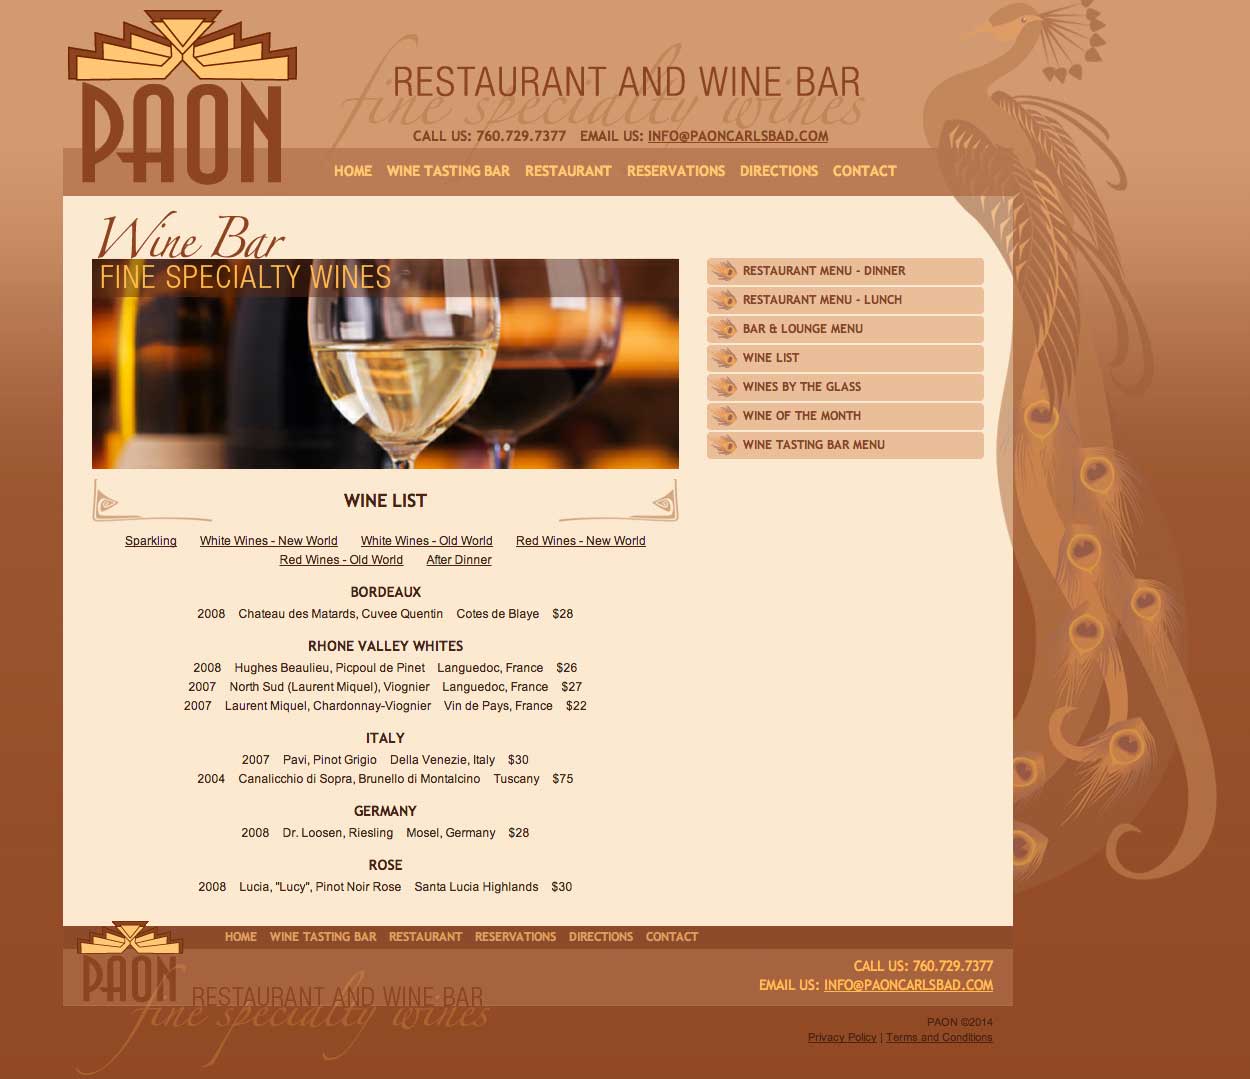 PAON
RESTAURANT AND WINE BAR
fine specialty wines
CALL US: 760.729.7377 EMAIL US: INFO@PAONCARLSBAD.COM
HOME WINE TASTING BAR RESTAURANT RESERVATIONS DIRECTIONS CONTACT
Wine Bar
FINE SPECIALTY WINES
RESTAURANT MENU - DINNER
RESTAURANT MENU - LUNCH
BAR & LOUNGE MENU
WINE LIST
WINES BY THE GLASS
WINE OF THE MONTH
WINE TASTING BAR MENU
WINE LIST
Sparkling White Wines - New World White Wines - Old World Red Wines - New World
Red Wines - Old World After Dinner
BORDEAUX
2008 Chateau des Matards, Cuvee Quentin Cotes de Blaye $28
RHONE VALLEY WHITES
2008 Hughes Beaulieu, Picpoul de Pinet Languedoc, France $26
2007 North Sud (Laurent Miquel), Viognier Languedoc, France $27
2007 Laurent Miquel, Chardonnay-Viognier Vin de Pays, France $22
ITALY
2007 Pavi, Pinot Grigio Della Venezie, Italy $30
2004 Canalicchio di Sopra, Brunello di Montalcino Tuscany $75
GERMANY
2008 Dr. Loosen, Riesling Mosel, Germany $28
ROSE
2008 Lucia, "Lucy", Pinot Noir Rose Santa Lucia Highlands $30
HOME WINE TASTING BAR RESTAURANT RESERVATIONS DIRECTIONS CONTACT
PAON
RESTAURANT AND WINE BAR
fine specialty wines
CALL US: 760.729.7377
EMAIL US: INFO@PAONCARLSBAD.COM
PAON ©2014
Privacy Policy | Terms and Conditions